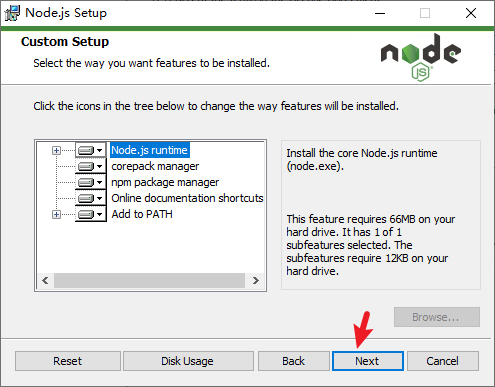 Node.js Setup
Custom Setup
Select the way you want features to be installed.
node
JS
Click the icons in the tree below to change the way features will be installed.
Node.js runtime
corepack manager
npm package manager
Online documentation shortcuts
Add to PATH
Install the core Node.js runtime
(node.exe).
This feature requires 66MB on your
hard drive. It has 1 of 1
subfeatures selected. The
subfeatures require 12KB on your
hard drive.
Browse...
Reset
Disk Usage
Back
Next
Cancel